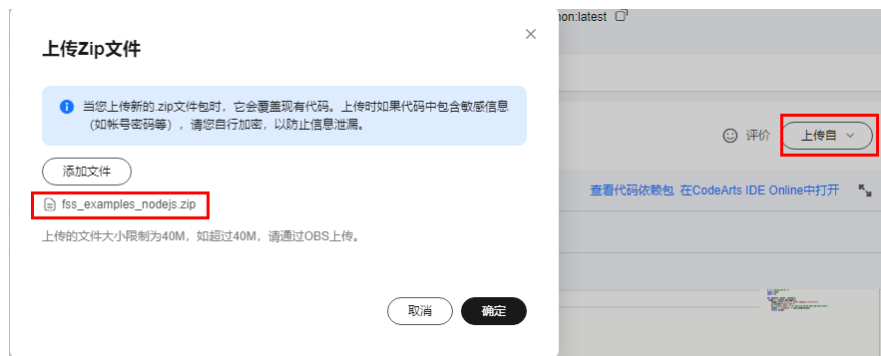 上传Zip文件
当您上传新的.zip文件包时，它会覆盖现有代码。上传时如果代码中包含敏感信息
（如帐号密码等），请您自行加密，以防止信息泄漏。
添加文件
fss_examples_nodejs.zip
上传的文件大小限制为40M，如超过40M，请通过OBS上传。
取消 确定
on:latest
评价 上传自
查看代码依赖包 在CodeArts IDE Online中打开